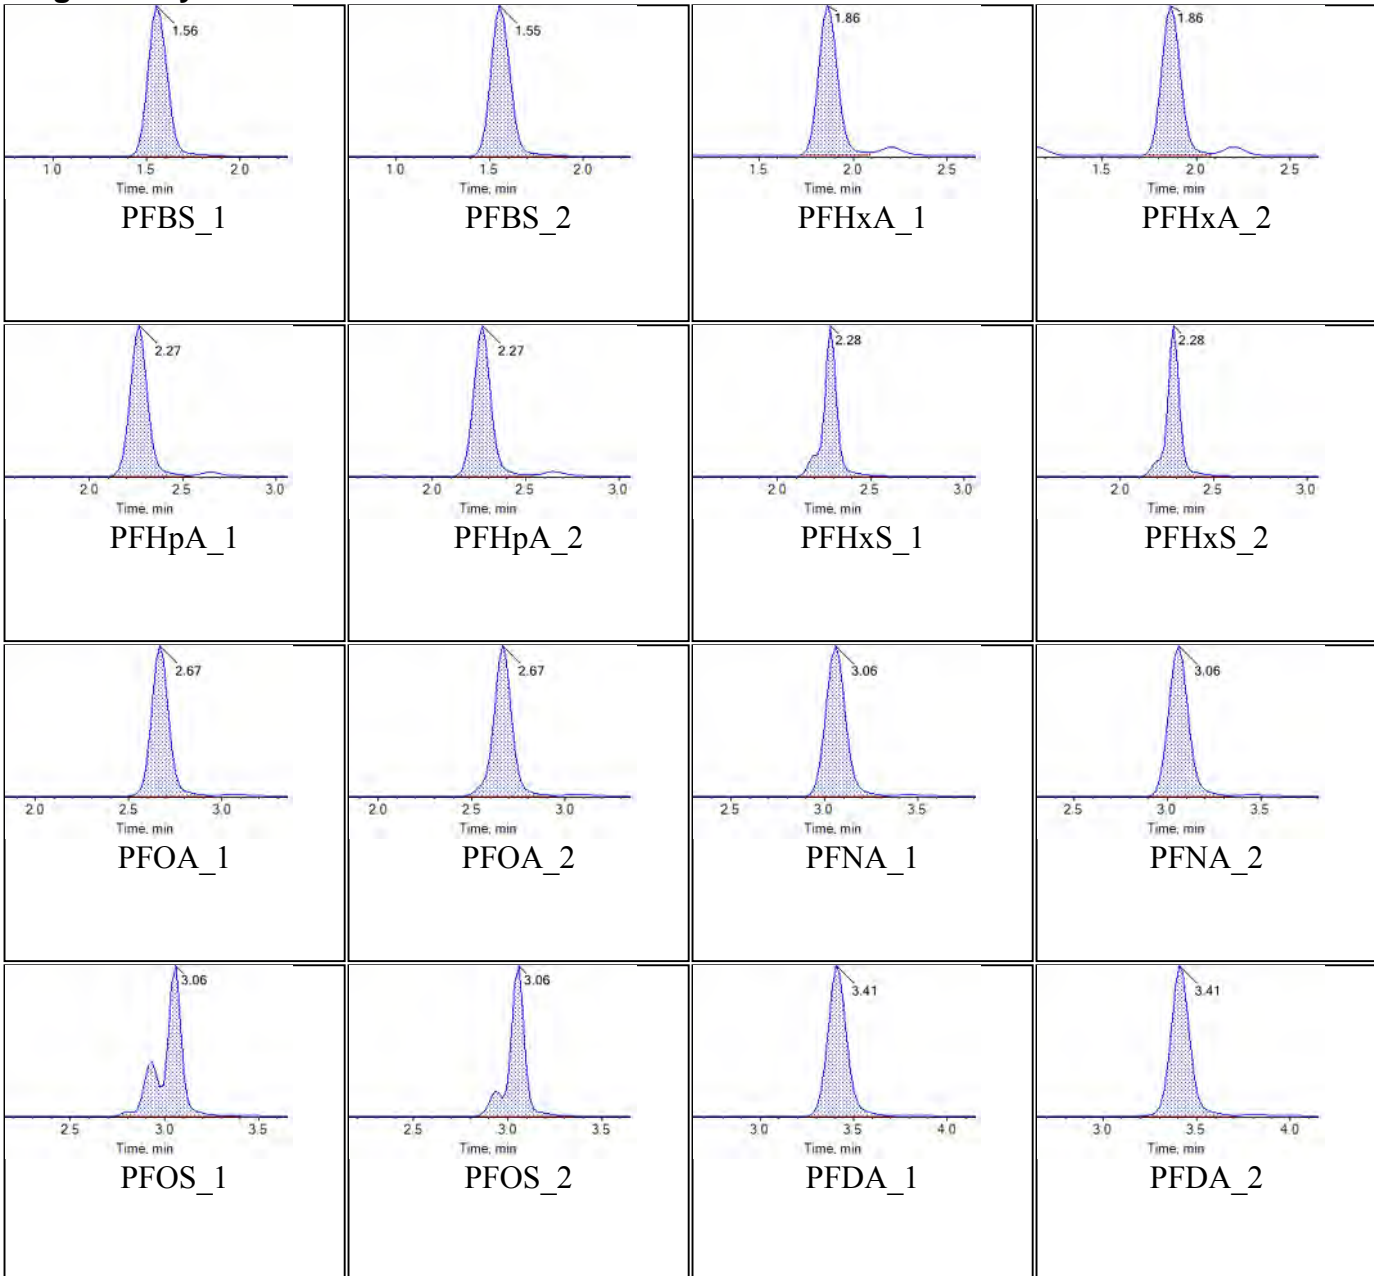 1.56 1.55 1.86 1.86
1.0 1.5 2.0 1.0 1.5 2.0 1.5 2.0 2.5 1.5 2.0 2.5
Time, min Time, min Time, min Time, min
PFBS_1 PFBS_2 PFHxA_1 PFHxA_2
2.27 2.27 2.28 2.28
2.0 2.5 3.0 2.0 2.5 3.0 2.0 2.5 3.0 2.0 2.5 3.0
Time, min Time, min Time, min Time, min
PFHpA_1 PFHpA_2 PFHxS_1 PFHxS_2
2.67 2.67 3.06 3.06
2.0 2.5 3.0 2.0 2.5 3.0 2.5 3.0 3.5 2.5 3.0 3.5
Time, min Time, min Time, min Time, min
PFOA_1 PFOA_2 PFNA_1 PFNA_2
3.06 3.06 3.41 3.41
2.5 3.0 3.5 2.5 3.0 3.5 3.0 3.5 4.0 3.0 3.5 4.0
Time, min Time, min Time, min Time, min
PFOS_1 PFOS_2 PFDA_1 PFDA_2